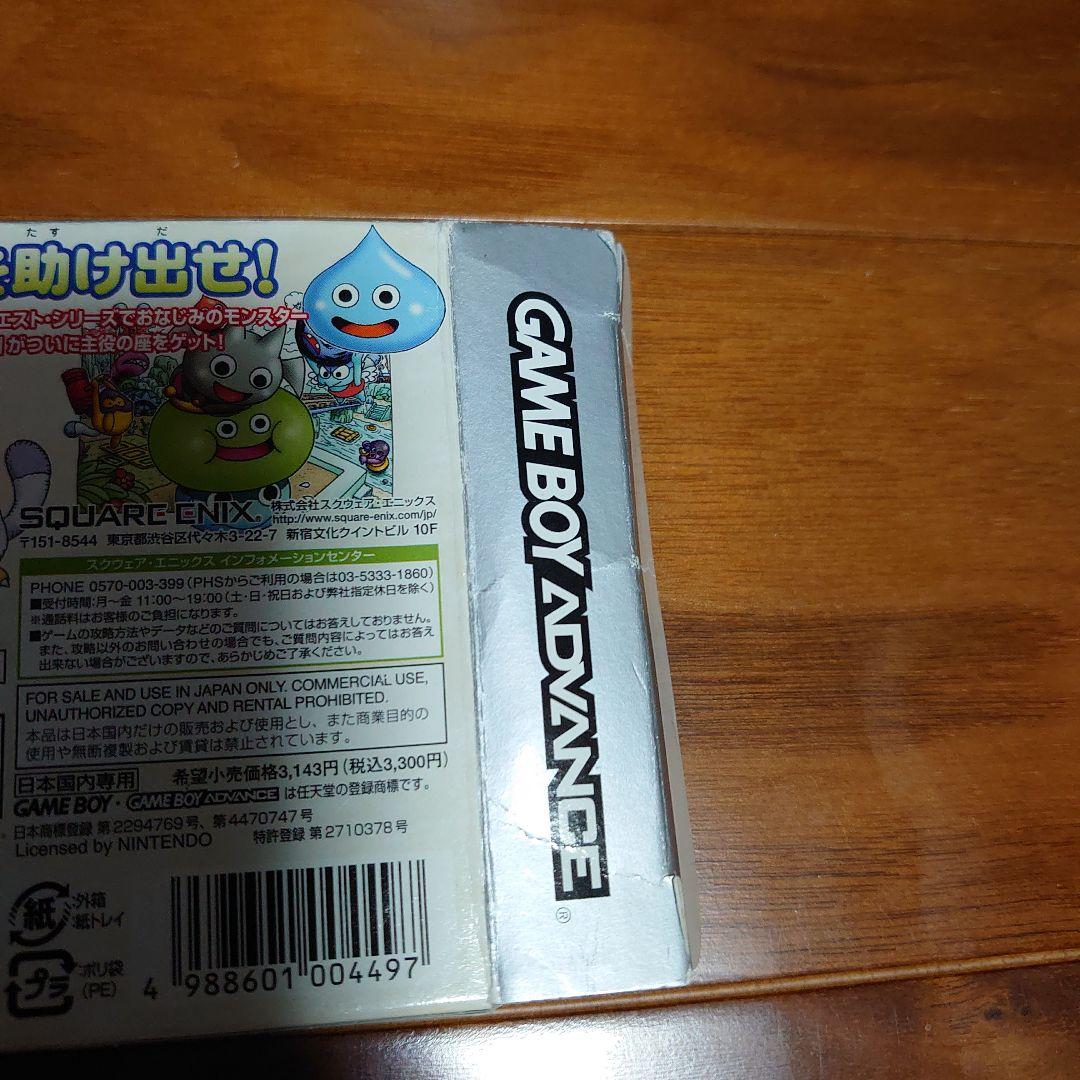 たす だ
助け出せ!
エスト・シリーズでおなじみのモンスター
がついに主役の座をゲット!
SQUARE ENIX® 株式会社スクウェア・エニックス
http://www.square-enix.com/jp/
〒151-8544 東京都渋谷区代々木3-22-7 新宿文化クイントビル 10F
スクウェア・エニックス インフォメーションセンター
PHONE 0570-003-399(PHSからご利用の場合は03-5333-1860)
■受付時間:月～金 11:00～19:00(土・日・祝日および弊社指定休日を除く)
※通話料はお客様のご負担になります。
■ゲームの攻略方法やデータなどのご質問についてはお答えしておりません。
また、攻略以外のお問い合わせの場合でも、ご質問内容によってはお答え
出来ない場合がございますので、あらかじめご了承ください。
FOR SALE AND USE IN JAPAN ONLY. COMMERCIAL USE,
UNAUTHORIZED COPY AND RENTAL PROHIBITED.
本品は日本国内だけの販売および使用とし、また商業目的の
使用や無断複製および賃貸は禁止されています。
日本国内専用 希望小売価格3,143円(税込3,300円)
GAME BOY・GAME BOY ADVANCE は任天堂の登録商標です。
日本商標登録 第2294769号、第4470747号
特許登録 第2710378号
Licensed by NINTENDO
紙 :外箱
:紙トレイ
プラ :ポリ袋
(PE)
4 988601 004497
GAME BOY ADVANCE
®